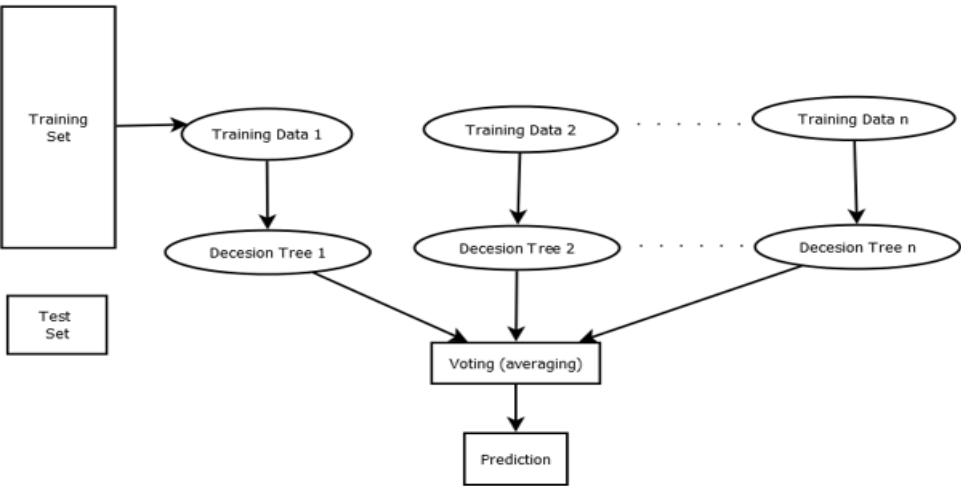 Training
Set
Training Data 1
Training Data 2
Training Data n
Decesion Tree 1
Decesion Tree 2
Decesion Tree n
Test
Set
Voting (averaging)
Prediction